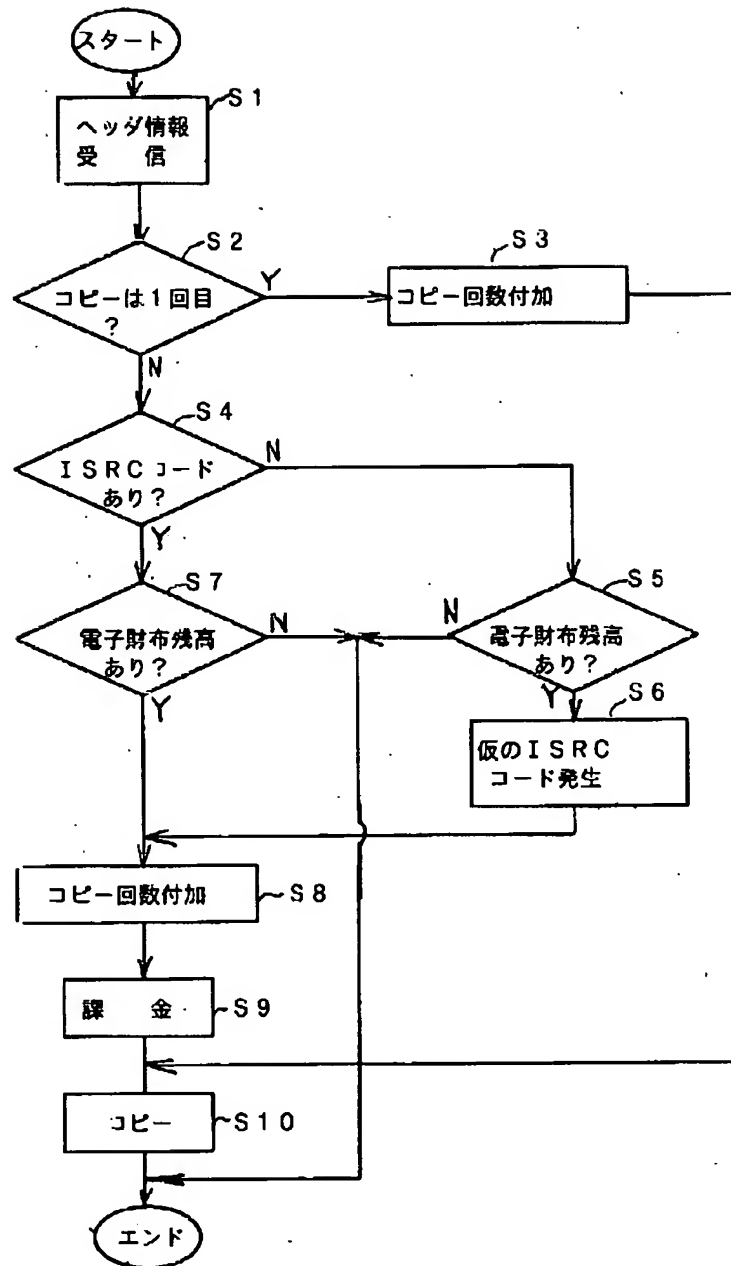 スタート
S1
ヘッダ情報
受　信
S2
コピーは1回目
?
Y
N
S3
コピー回数付加
S4
ISRCコード
あり?
N
Y
S7
電子財布残高
あり?
N
Y
S5
電子財布残高
あり?
N
Y
S6
仮のISRC
コード発生
コピー回数付加
S8
課　金
S9
コピー
S10
エンド